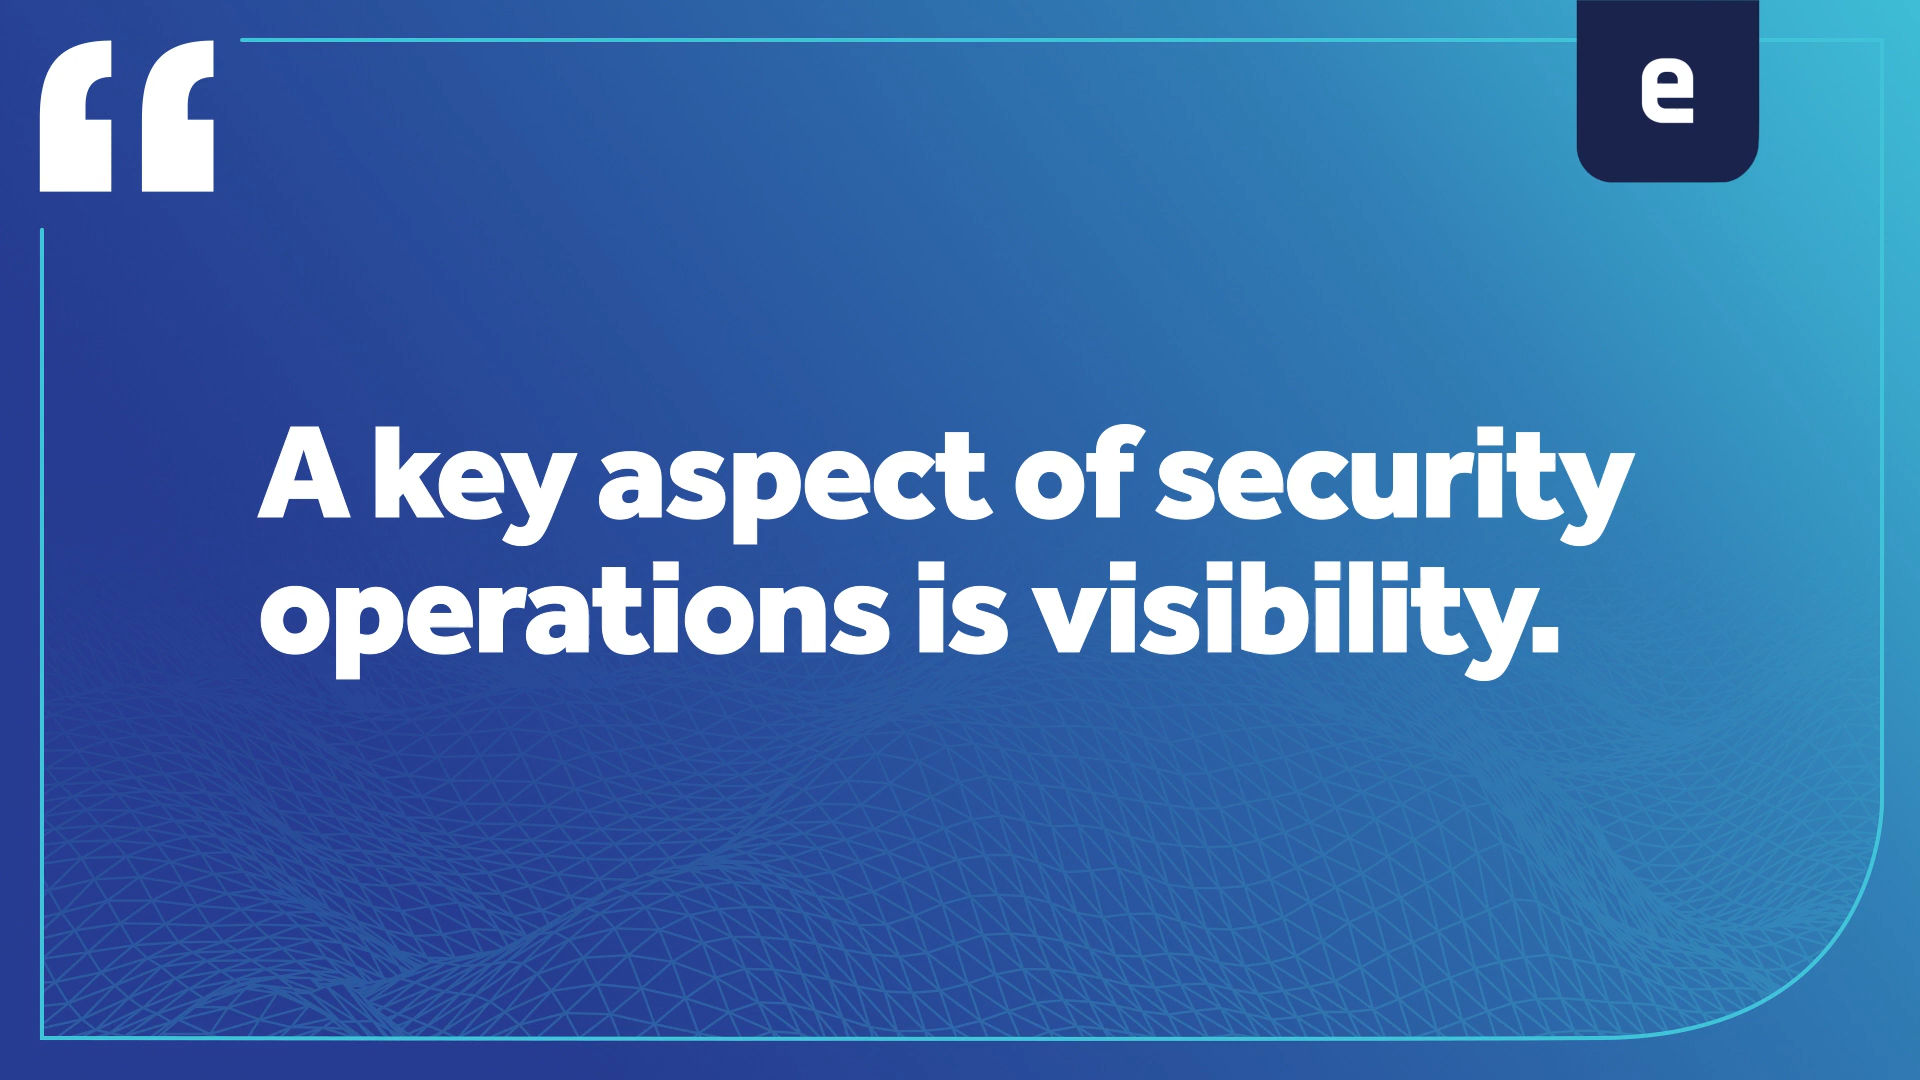 “
e
A key aspect of security
operations is visibility.